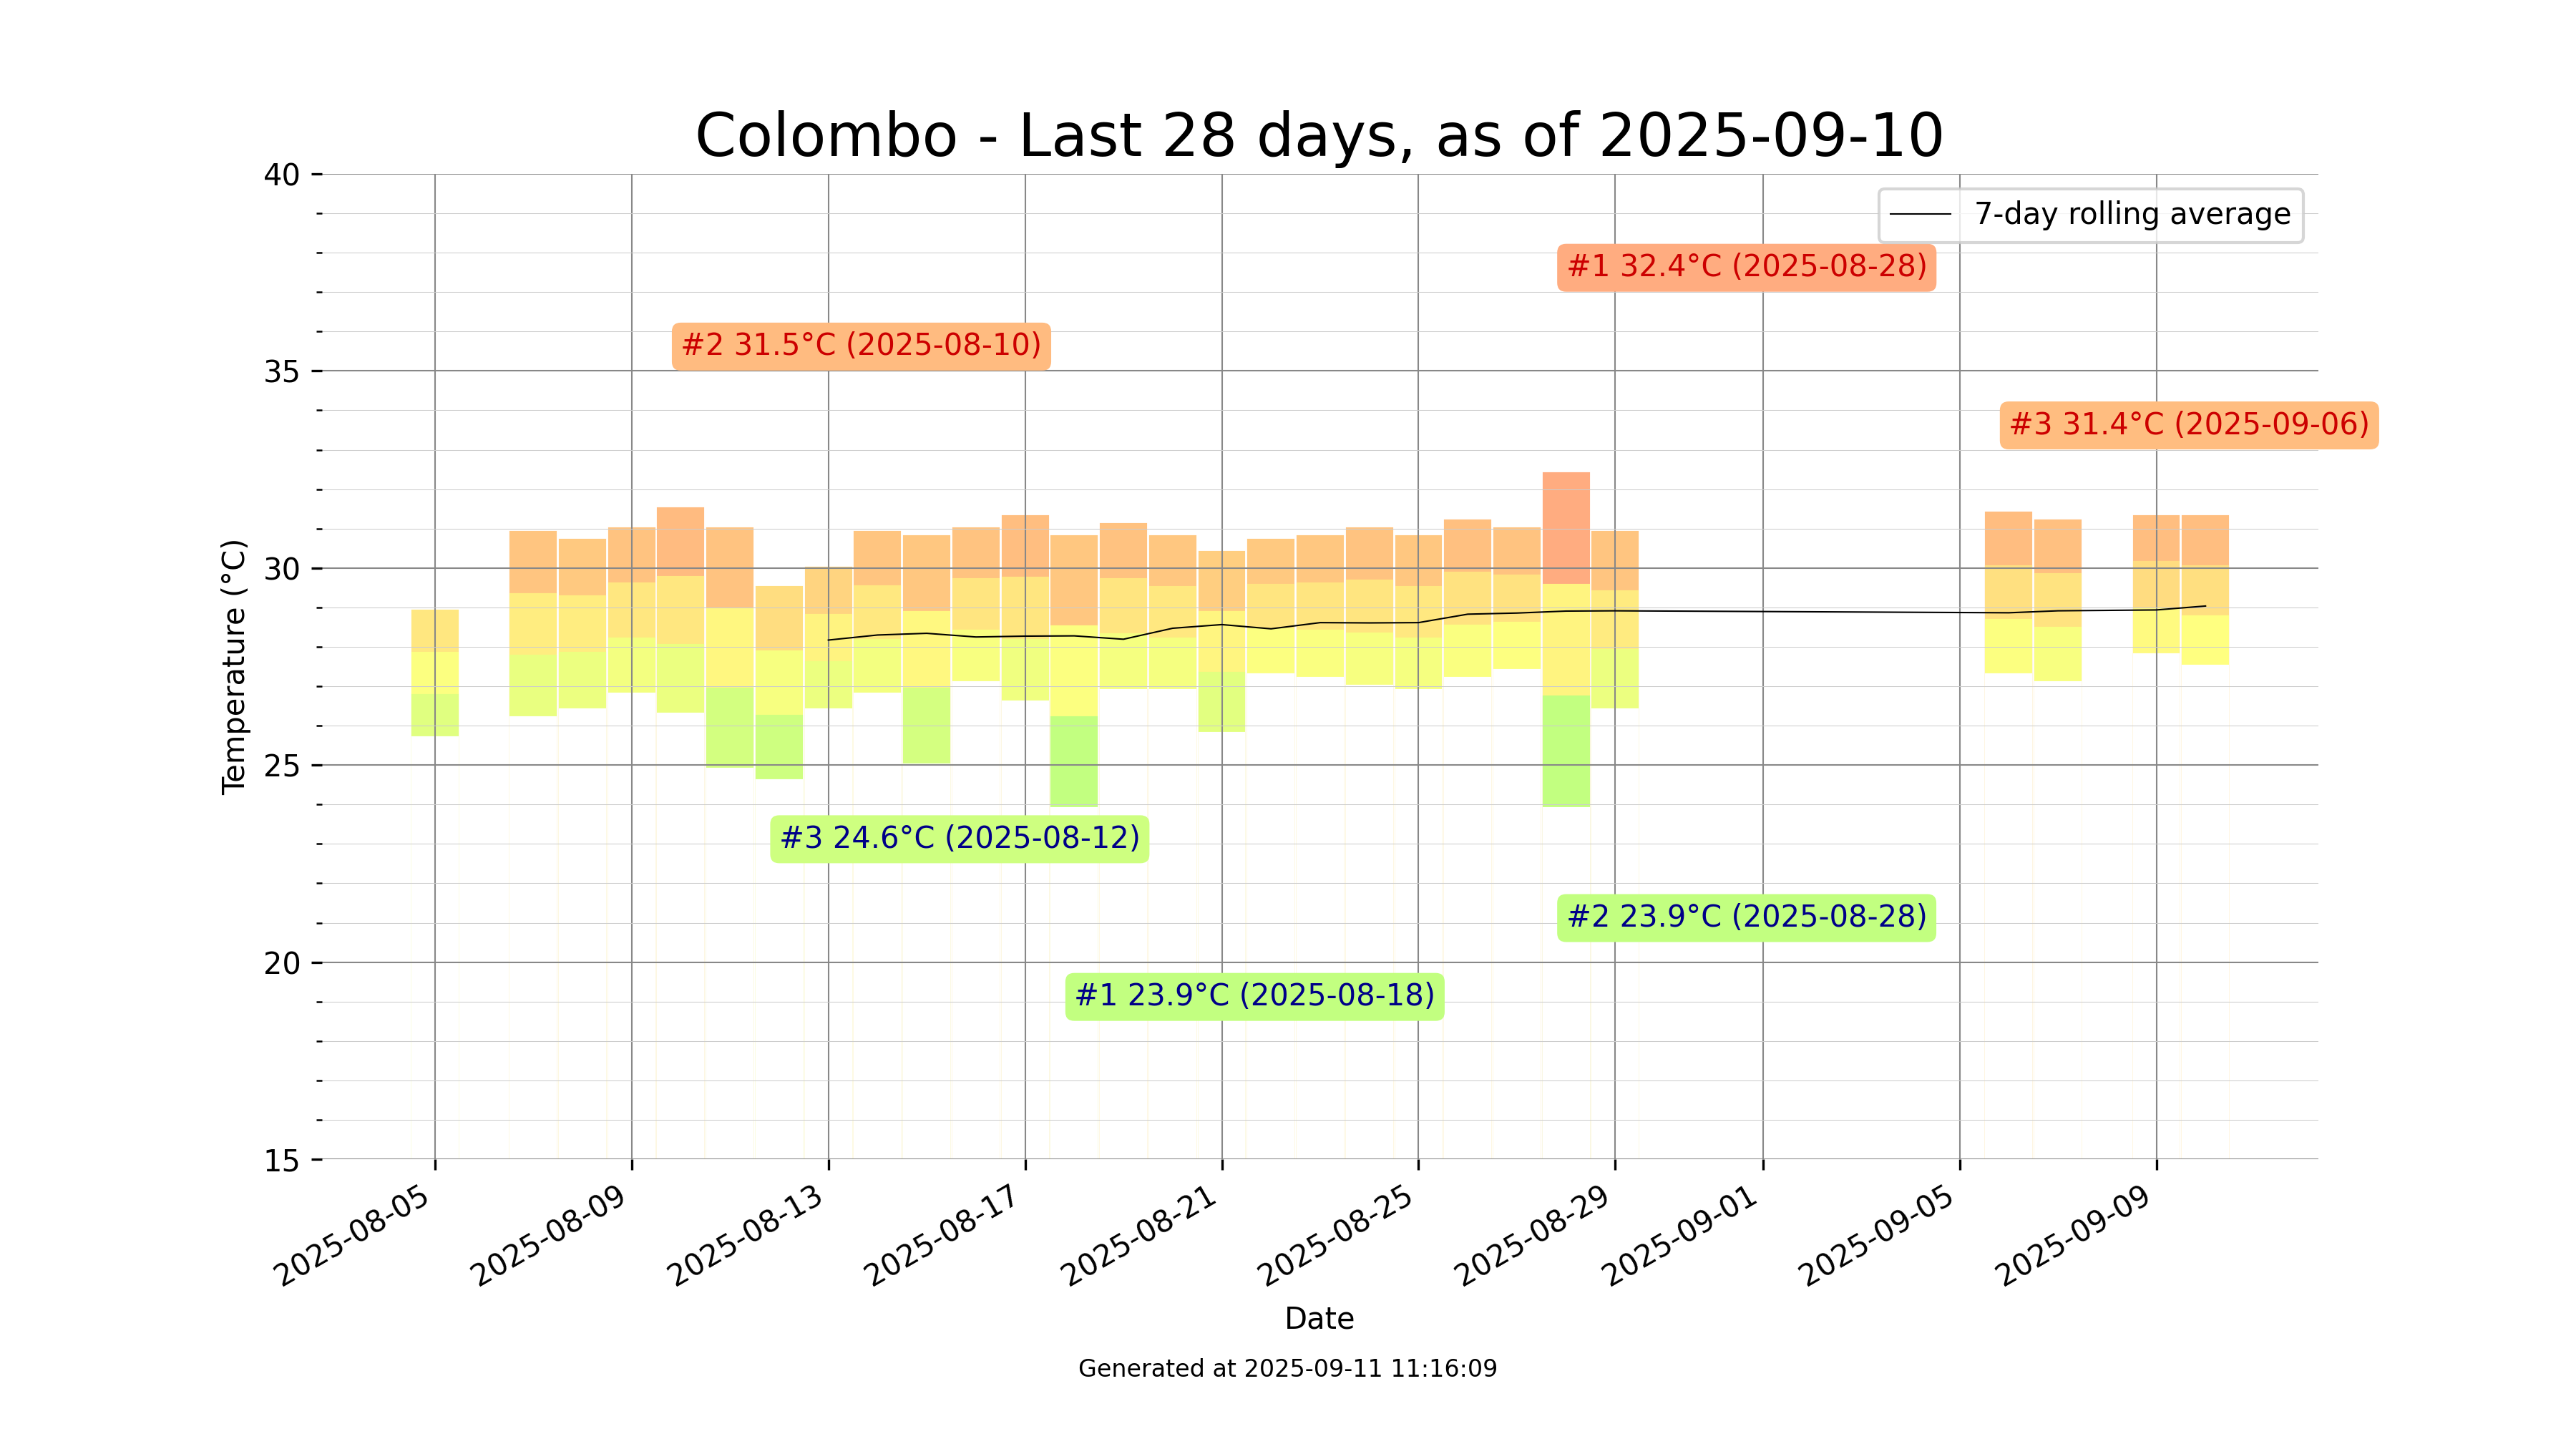 Colombo - Last 28 days, as of 2025-09-10
7-day rolling average
#1 32.4°C (2025-08-28)
#2 31.5°C (2025-08-10)
#3 31.4°C (2025-09-06)
#3 24.6°C (2025-08-12)
#2 23.9°C (2025-08-28)
#1 23.9°C (2025-08-18)
Temperature (°C)
40
35
30
25
20
15
2025-08-05
2025-08-09
2025-08-13
2025-08-17
2025-08-21
2025-08-25
2025-08-29
2025-09-01
2025-09-05
2025-09-09
Date
Generated at 2025-09-11 11:16:09